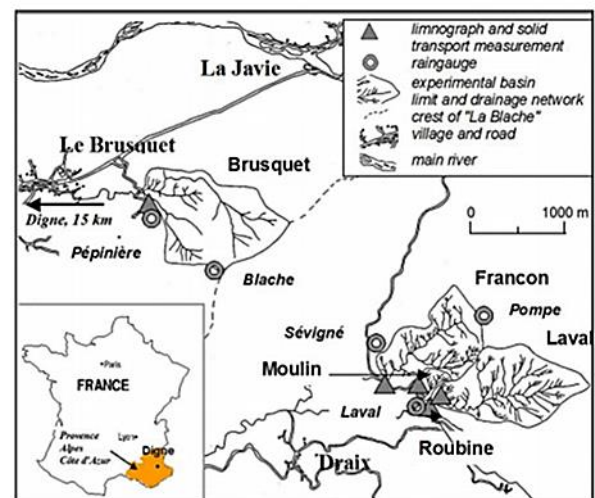 limnograph and solid
transport measurement
raingauge
experimental basin
limit and drainage network
crest of "La Blache"
village and road
main river
La Javie
Le Brusquet
Brusquet
Digne, 15 km
Pépinière
Blache
0 1000 m
Francon
Pompe
Sévigné
Laval
Moulin
Laval
Roubine
Draix
Paris
FRANCE
Lyon
Provence
Alpes
Côte d'Azur
Digne